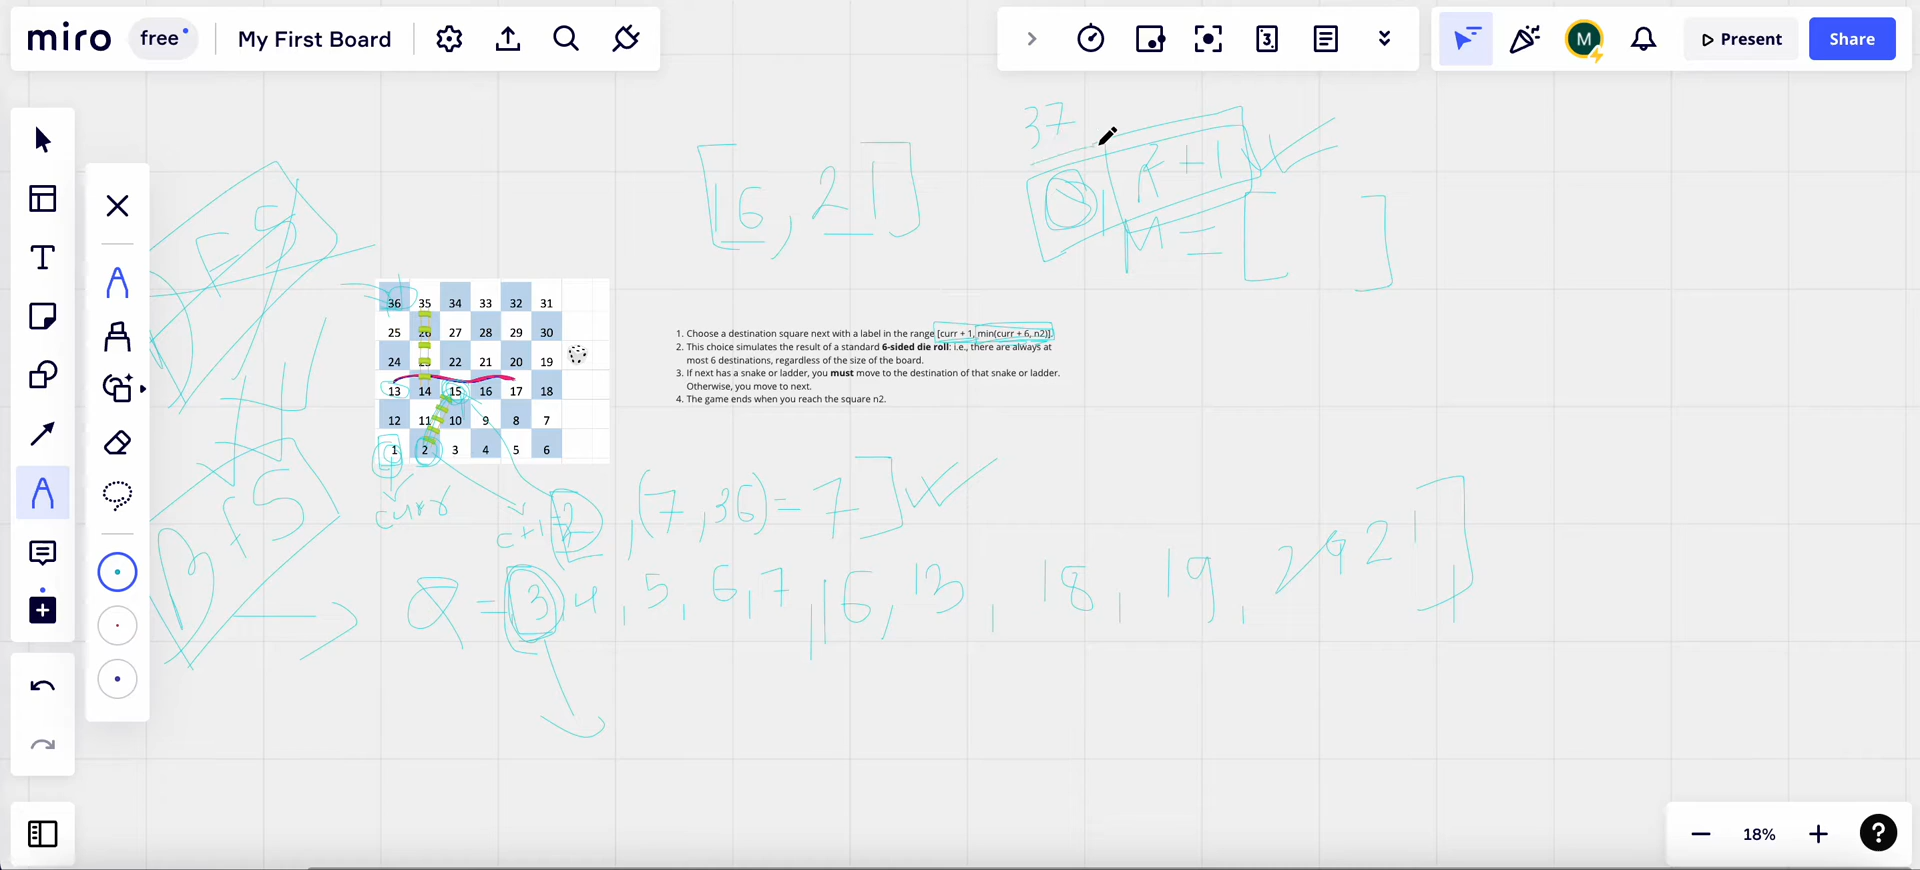 miro free My First Board
Present Share
M
37
[16, 21]
S, R+1
M = [ ]
BFS
36 35 34 33 32 31
25 26 27 28 29 30
24 23 22 21 20 19
13 14 15 16 17 18
12 11 10 9 8 7
1 2 3 4 5 6
1. Choose a destination square next with a label in the range [curr + 1, min(curr + 6, n2)].
2. This choice simulates the result of a standard 6-sided die roll: i.e., there are always at
most 6 destinations, regardless of the size of the board.
3. If next has a snake or ladder, you must move to the destination of that snake or ladder.
Otherwise, you move to next.
4. The game ends when you reach the square n2.
curr
c+1 2, (7, 36) = 7]
Q = 3 4, 5, 6, 7, 16, 13, 18, 19, 21]
18%